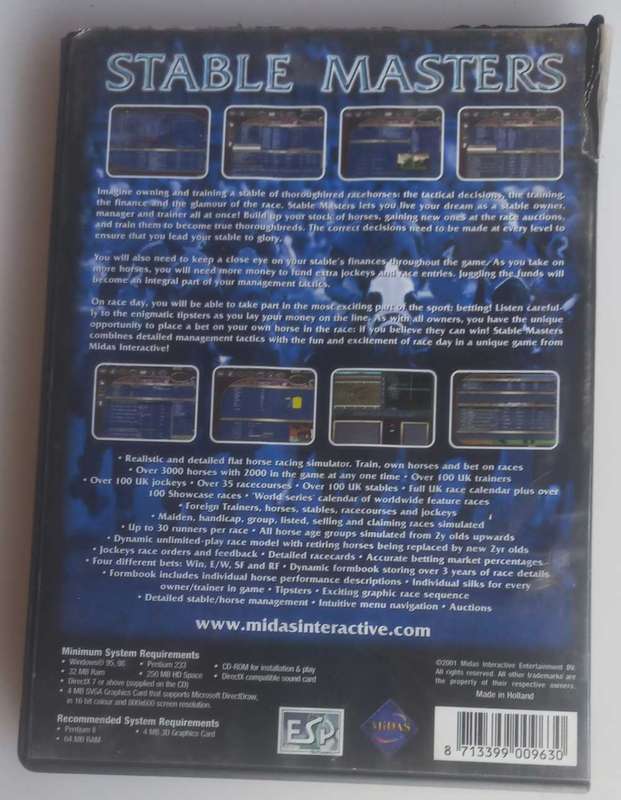 STABLE MASTERS
Imagine owning and training a stable of thoroughbred racehorses: the tactical decisions, the training,
the finance and the glamour of the race. Stable Masters lets you live your dream as a stable owner,
manager and trainer all at once! Build up your stock of horses, gaining new ones at the race auctions,
and train them to become true thoroughbreds. The correct decisions need to be made at every level to
ensure that you lead your stable to glory.
You will also need to keep a close eye on your stable's finances throughout the game. As you take on
more horses, you will need more money to fund extra jockeys and race entries. Juggling the funds will
become an integral part of your management tactics.
On race day, you will be able to take part in the most exciting part of the sport: betting! Listen careful-
ly to the enigmatic tipsters as you lay your money on the line. As with all owners, you have the unique
opportunity to place a bet on your own horse in the race: if you believe they can win! Stable Masters
combines detailed management tactics with the fun and excitement of race day in a unique game from
Midas Interactive!
• Realistic and detailed flat horse racing simulator. Train, own horses and bet on races
• Over 3000 horses with 2000 in the game at any one time • Over 100 UK trainers
• Over 100 UK jockeys • Over 35 racecourses • Over 100 UK stables • Full UK race calendar plus over
100 Showcase races • 'World series' calendar of worldwide feature races
• Foreign Trainers, horses, stables, racecourses and jockeys
• Maiden, handicap, group, listed, selling and claiming races simulated
• Up to 30 runners per race • All horse age groups simulated from 2y olds upwards
• Dynamic unlimited-play race model with retiring horses being replaced by new 2yr olds
• Jockeys race orders and feedback • Detailed racecards • Accurate betting market percentages
• Four different bets: Win, E/W, SF and RF • Dynamic formbook storing over 3 years of race details
• Formbook includes individual horse performance descriptions • Individual silks for every
owner/trainer in game • Tipsters • Exciting graphic race sequence
• Detailed stable/horse management • Intuitive menu navigation • Auctions
www.midasinteractive.com
Minimum System Requirements
• Windows® 95, 98 • Pentium 233 • CD-ROM for installation & play
• 32 MB Ram • 250 MB HD Space • DirectX compatible sound card
• DirectX 7 or above (supplied on the CD)
• 4 MB SVGA Graphics Card that supports Microsoft DirectDraw,
in 16 bit colour and 800x600 screen resolution.
Recommended System Requirements
• Pentium II • 4 MB 3D Graphics Card
• 64 MB RAM
©2001 Midas Interactive Entertainment BV.
All rights reserved. All other trademarks are
the property of their respective owners.
Made in Holland
ESP
MIDAS
8 713399 009630